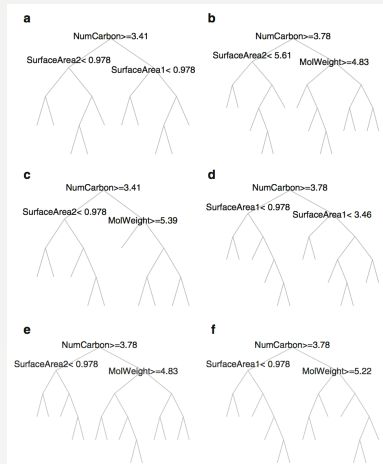 a
NumCarbon>=3.41
SurfaceArea2< 0.978
SurfaceArea1< 0.978
b
NumCarbon>=3.78
SurfaceArea2< 5.61
MolWeight>=4.83
c
NumCarbon>=3.41
SurfaceArea2< 0.978
MolWeight>=5.39
d
NumCarbon>=3.78
SurfaceArea1< 0.978
SurfaceArea1< 3.46
e
NumCarbon>=3.78
SurfaceArea2< 0.978
MolWeight>=4.83
f
NumCarbon>=3.78
SurfaceArea1< 0.978
MolWeight>=5.22